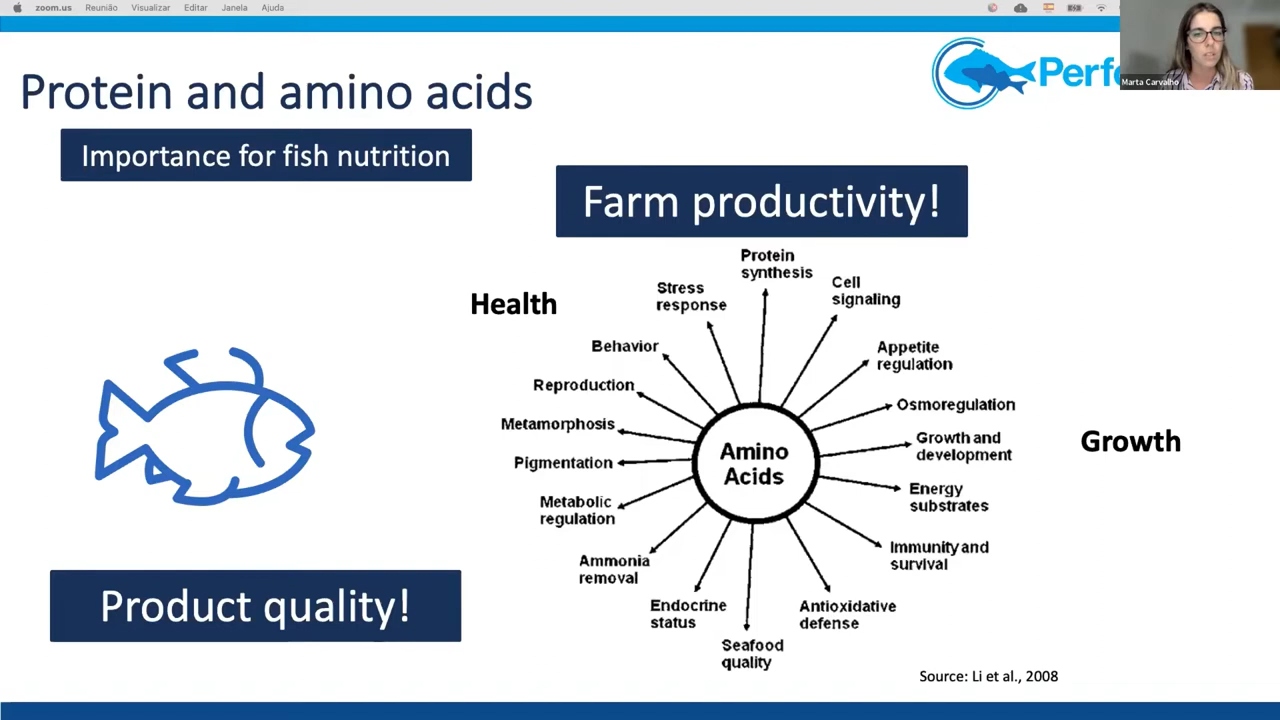 zoom.us Reunião Visualizar Editar Janela Ajuda
Protein and amino acids
Marta Carvalho
Importance for fish nutrition
Farm productivity!
Health
Growth
Protein
synthesis
Cell
signaling
Appetite
regulation
Osmoregulation
Growth and
development
Energy
substrates
Immunity and
survival
Antioxidative
defense
Seafood
quality
Endocrine
status
Ammonia
removal
Metabolic
regulation
Pigmentation
Metamorphosis
Reproduction
Behavior
Stress
response
Amino
Acids
Product quality!
Source: Li et al., 2008